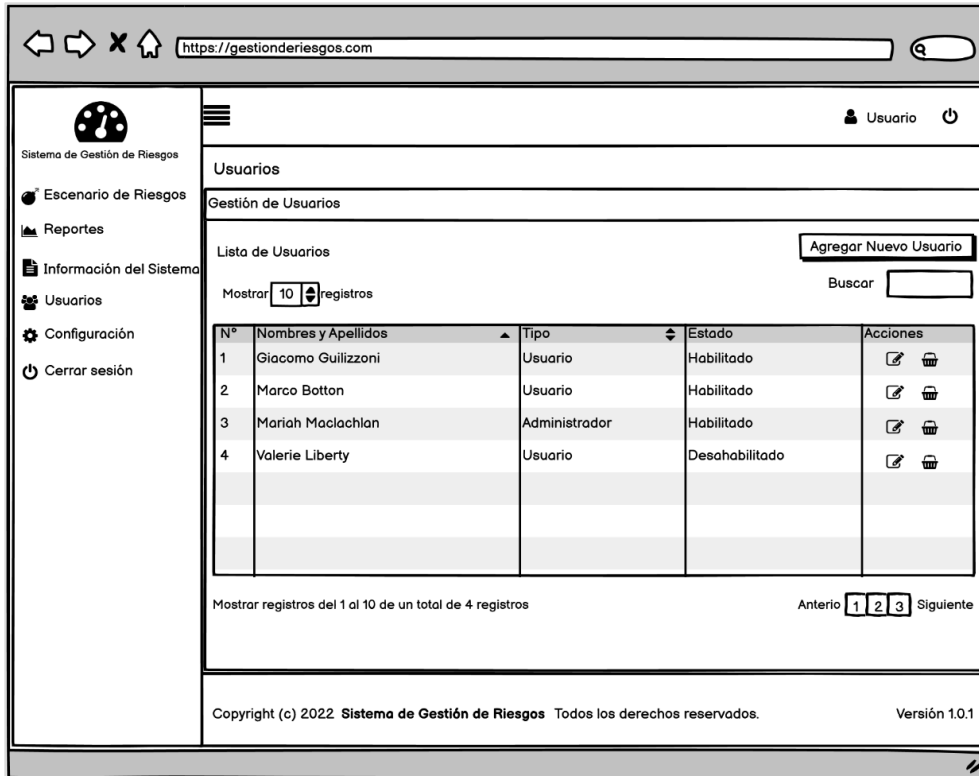 https://gestionderiesgos.com
Usuario
Sistema de Gestión de Riesgos
Escenario de Riesgos
Reportes
Información del Sistema
Usuarios
Configuración
Cerrar sesión
Usuarios
Gestión de Usuarios
Lista de Usuarios
Agregar Nuevo Usuario
Mostrar 10 registros
Buscar
N° Nombres y Apellidos Tipo Estado Acciones
1 Giacomo Guilizzoni Usuario Habilitado
2 Marco Botton Usuario Habilitado
3 Mariah Maclachlan Administrador Habilitado
4 Valerie Liberty Usuario Desahabilitado
Mostrar registros del 1 al 10 de un total de 4 registros
Anterio 1 2 3 Siguiente
Copyright (c) 2022 Sistema de Gestión de Riesgos Todos los derechos reservados.
Versión 1.0.1